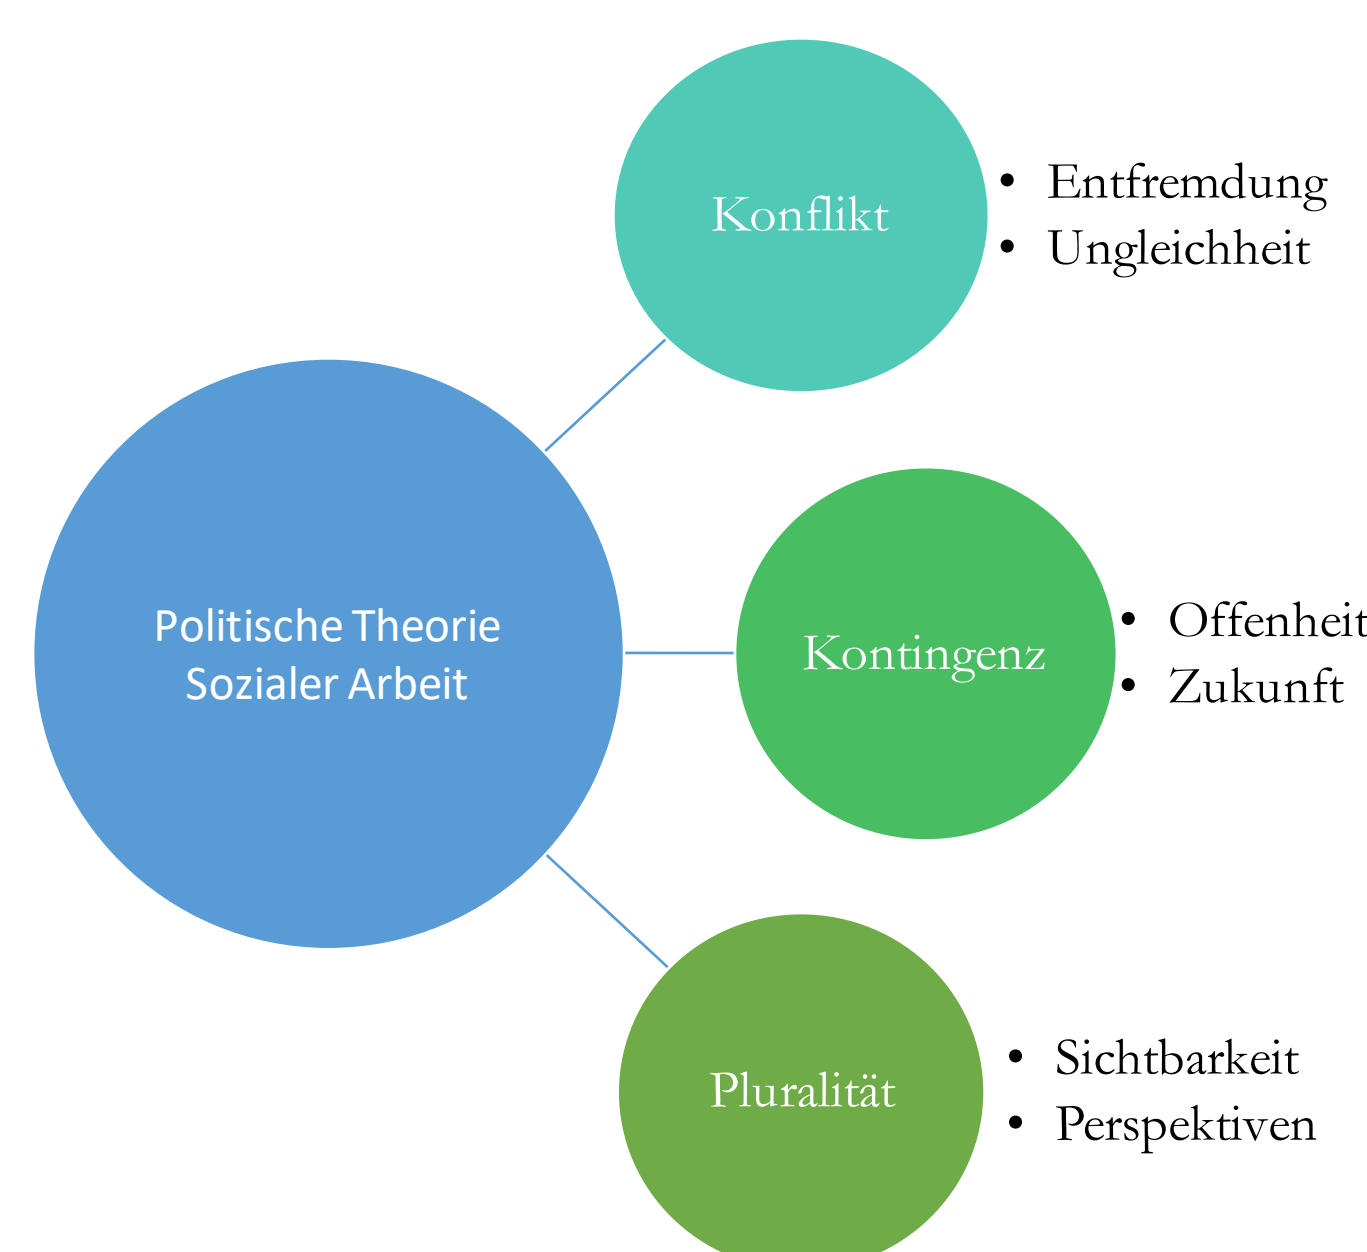 Konflikt
• Entfremdung
• Ungleichheit
Politische Theorie
Sozialer Arbeit
Kontingenz
• Offenheit
• Zukunft
Pluralität
• Sichtbarkeit
• Perspektiven